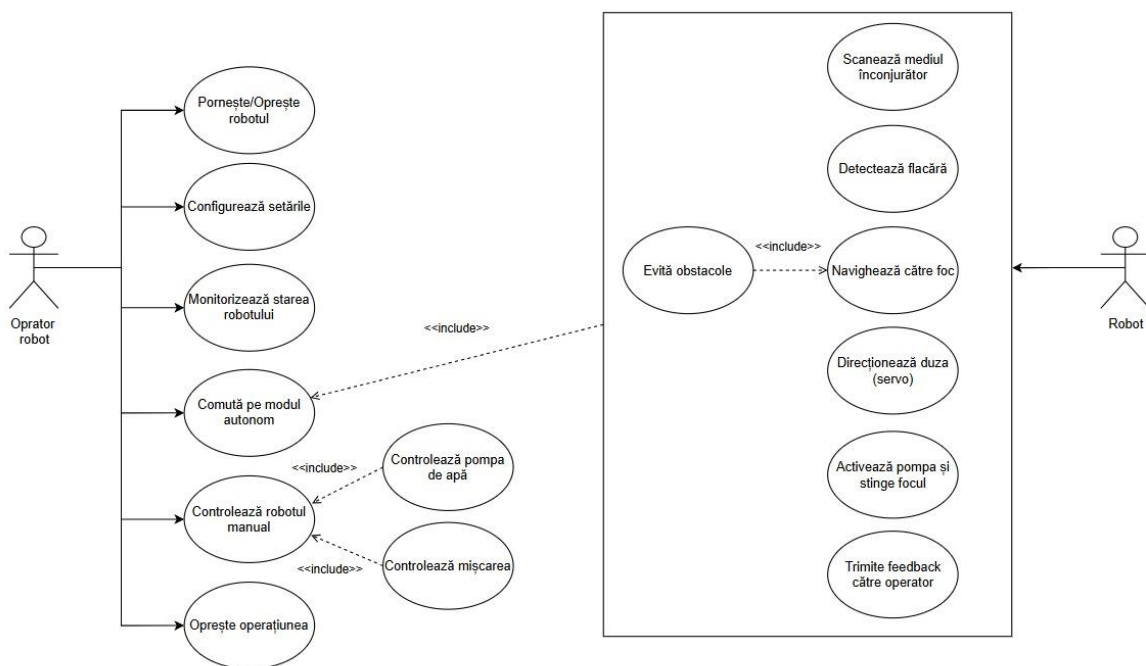 Pornește/Oprește
robotul
Configurează setările
Monitorizează starea
robotului
Comută pe modul
autonom
Controlează robotul
manual
Oprește operațiunea
Oprator
robot
<<include>>
<<include>>
<<include>>
Controlează pompa
de apă
Controlează mișcarea
Evită obstacole
<<include>>
Scanează mediul
înconjurător
Detectează flacără
Navighează către foc
Direcționează duza
(servo)
Activează pompa și
stinge focul
Trimite feedback
către operator
Robot